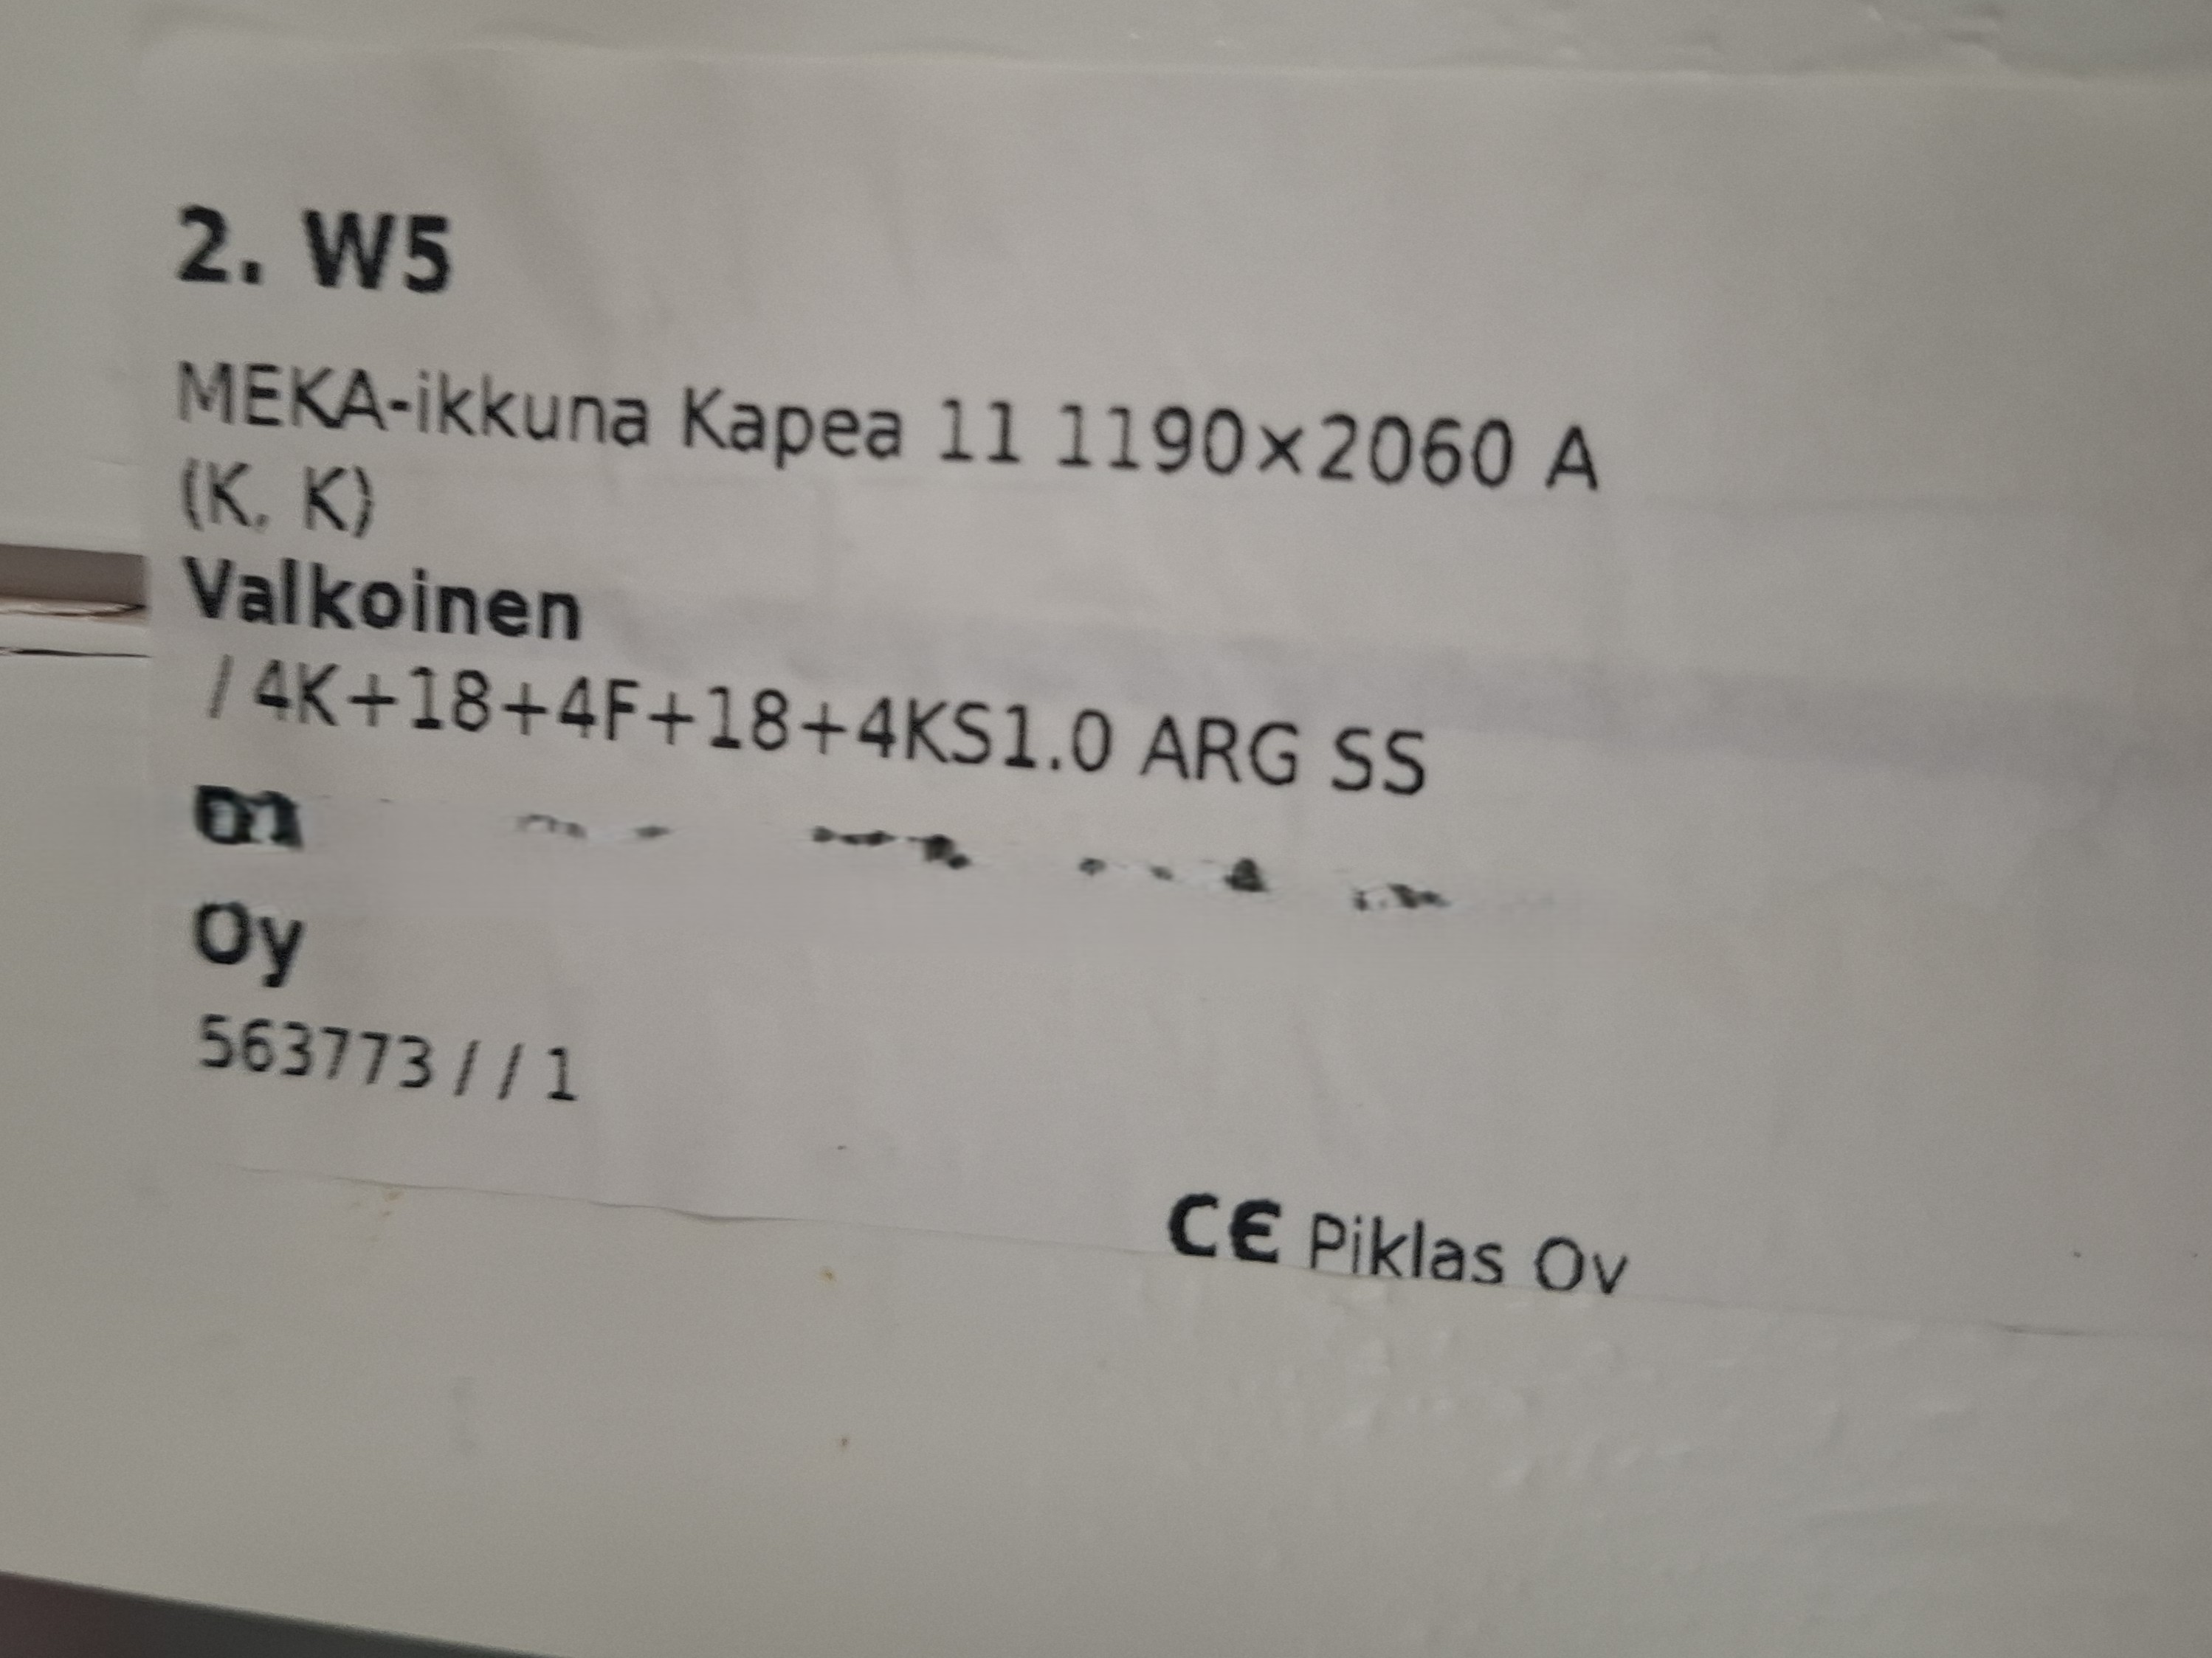 2. W5
MEKA-ikkuna Kapea 11 1190×2060 A
(K, K)
Valkoinen
/ 4K+18+4F+18+4KS1.0 ARG SS
Oy
563773 / / 1
CE Piklas Oy